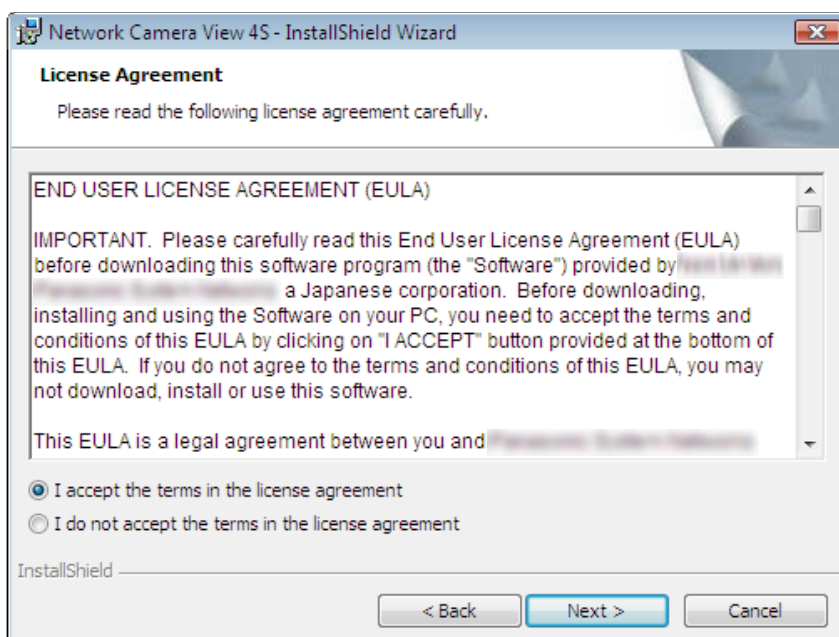 Network Camera View 4S - InstallShield Wizard
License Agreement
Please read the following license agreement carefully.
END USER LICENSE AGREEMENT (EULA)
IMPORTANT.  Please carefully read this End User License Agreement (EULA)
before downloading this software program (the "Software") provided by
a Japanese corporation.  Before downloading,
installing and using the Software on your PC, you need to accept the terms and
conditions of this EULA by clicking on "I ACCEPT" button provided at the bottom of
this EULA.  If you do not agree to the terms and conditions of this EULA, you may
not download, install or use this software.
This EULA is a legal agreement between you and
I accept the terms in the license agreement
I do not accept the terms in the license agreement
InstallShield
< Back
Next >
Cancel